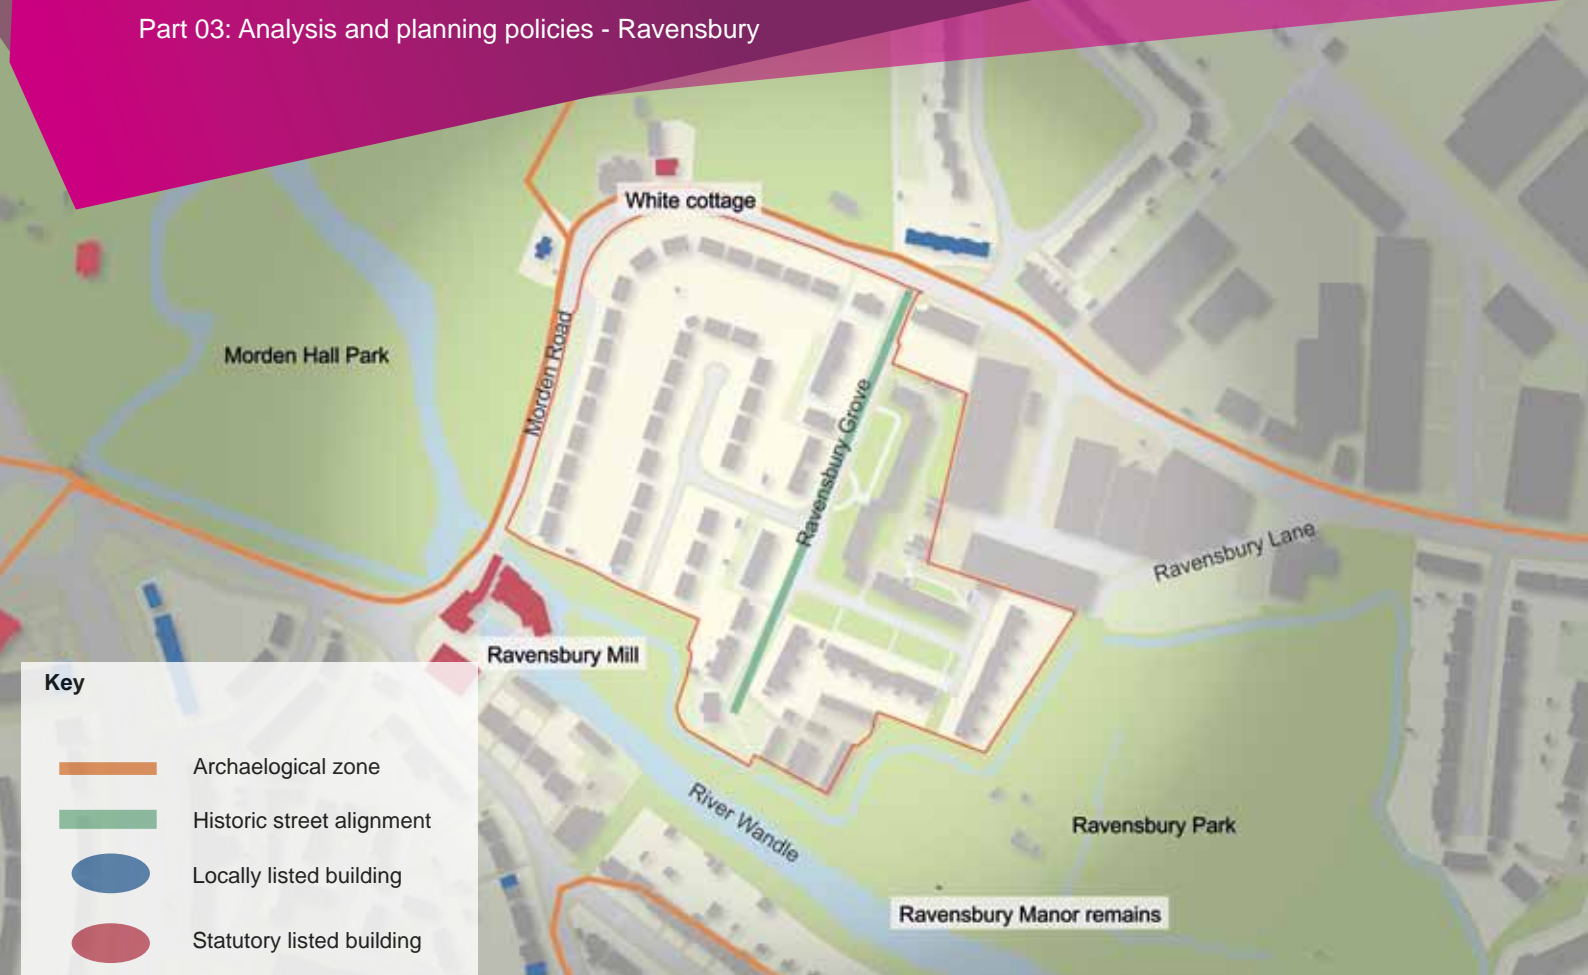 Part 03: Analysis and planning policies - Ravensbury
White cottage
Morden Hall Park
Morden Road
Ravensbury Grove
Ravensbury Lane
Ravensbury Mill
River Wandle
Ravensbury Park
Ravensbury Manor remains
Key
Archaelogical zone
Historic street alignment
Locally listed building
Statutory listed building